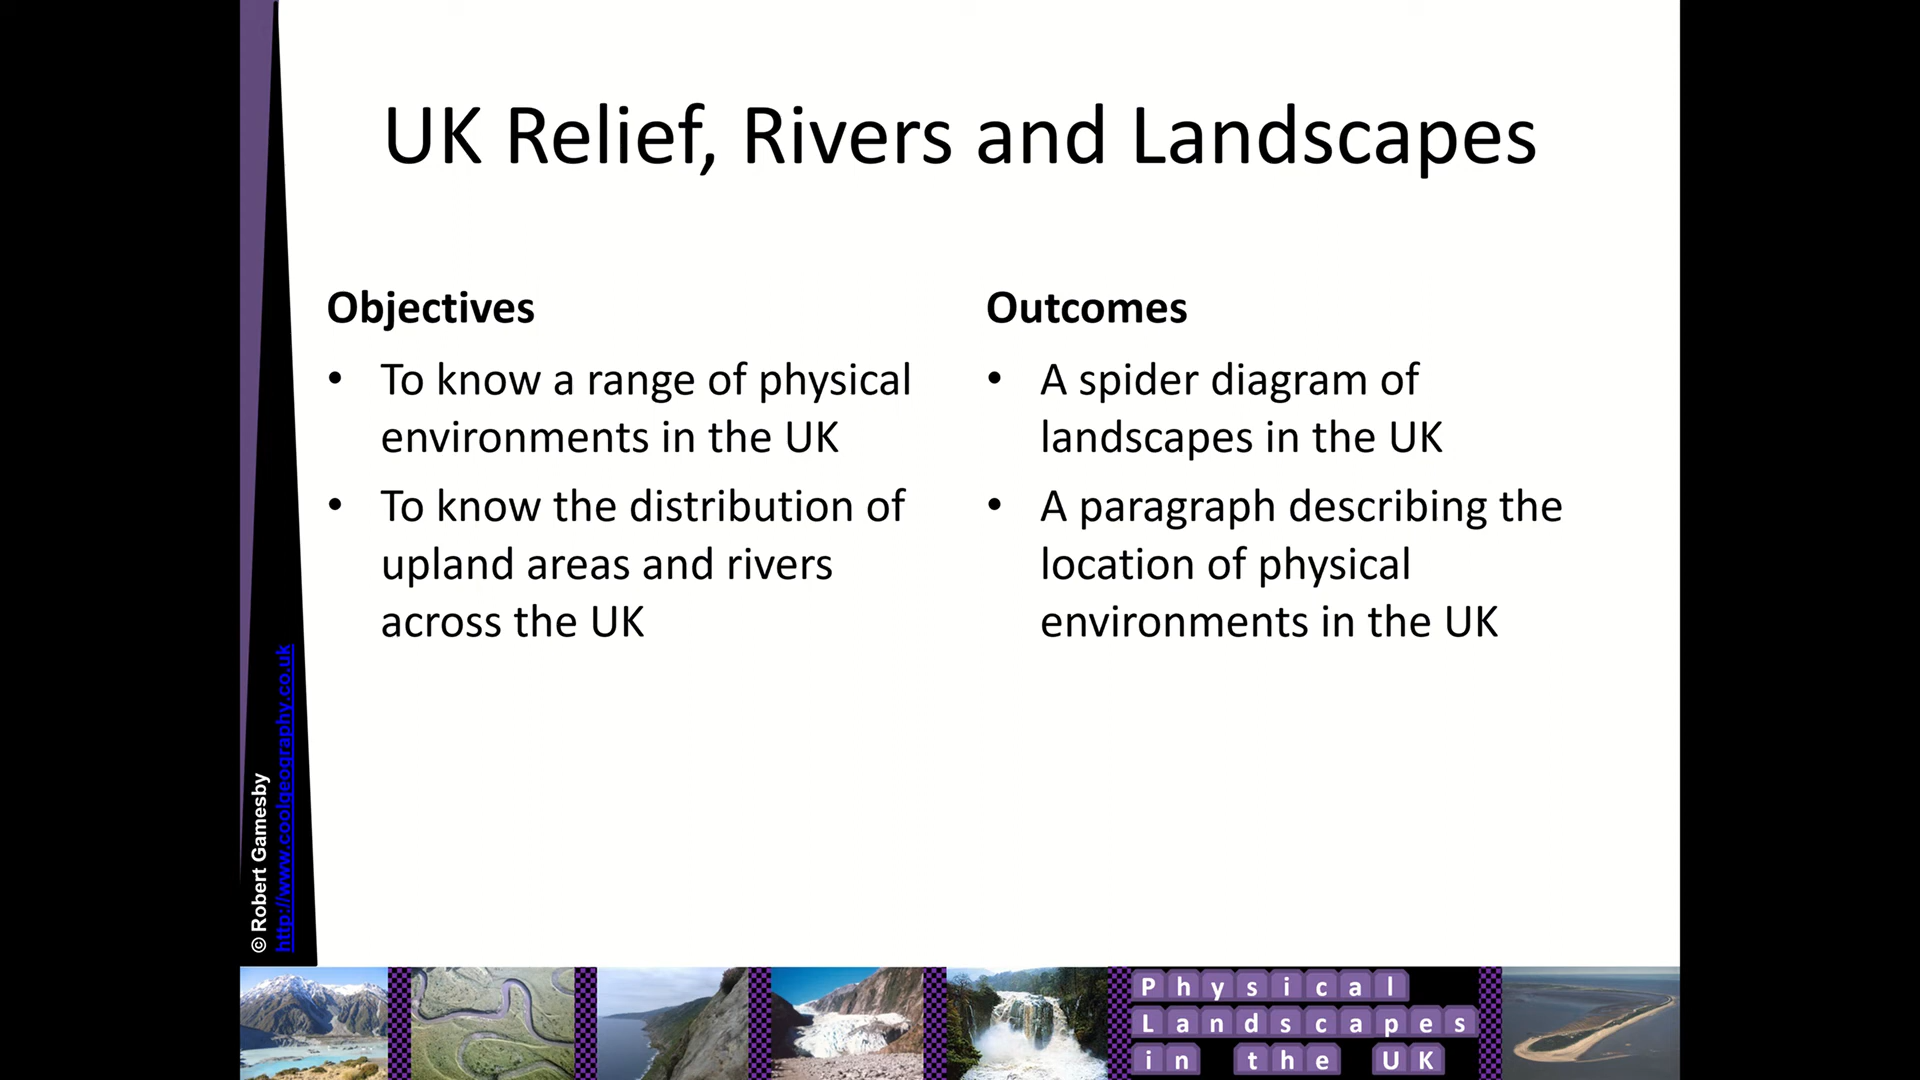 UK Relief, Rivers and Landscapes
Objectives
• To know a range of physical
environments in the UK
• To know the distribution of
upland areas and rivers
across the UK
Outcomes
• A spider diagram of
landscapes in the UK
• A paragraph describing the
location of physical
environments in the UK
© Robert Gamesby
http://www.coolgeography.co.uk
Physical
Landscapes
in the UK